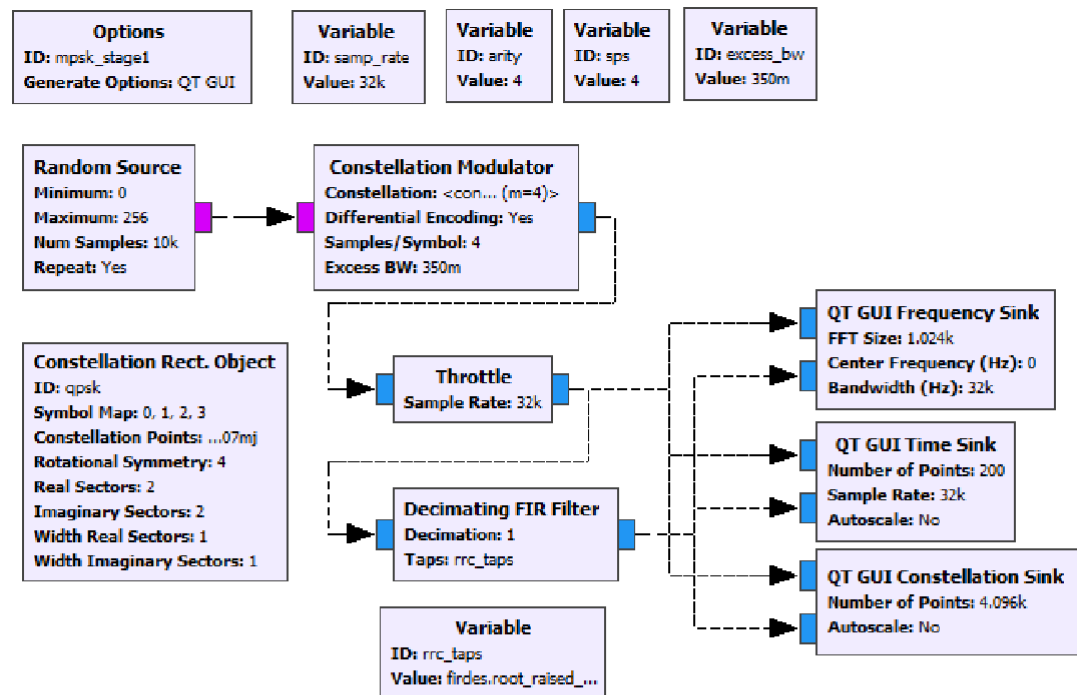 Options
ID: mpsk_stage1
Generate Options: QT GUI
Variable
ID: samp_rate
Value: 32k
Variable
ID: arity
Value: 4
Variable
ID: sps
Value: 4
Variable
ID: excess_bw
Value: 350m
Random Source
Minimum: 0
Maximum: 256
Num Samples: 10k
Repeat: Yes
Constellation Modulator
Constellation: <con... (m=4)>
Differential Encoding: Yes
Samples/Symbol: 4
Excess BW: 350m
Constellation Rect. Object
ID: qpsk
Symbol Map: 0, 1, 2, 3
Constellation Points: ...07mj
Rotational Symmetry: 4
Real Sectors: 2
Imaginary Sectors: 2
Width Real Sectors: 1
Width Imaginary Sectors: 1
Throttle
Sample Rate: 32k
Decimating FIR Filter
Decimation: 1
Taps: rrc_taps
Variable
ID: rrc_taps
Value: firdes.root_raised_...
QT GUI Frequency Sink
FFT Size: 1.024k
Center Frequency (Hz): 0
Bandwidth (Hz): 32k
QT GUI Time Sink
Number of Points: 200
Sample Rate: 32k
Autoscale: No
QT GUI Constellation Sink
Number of Points: 4.096k
Autoscale: No